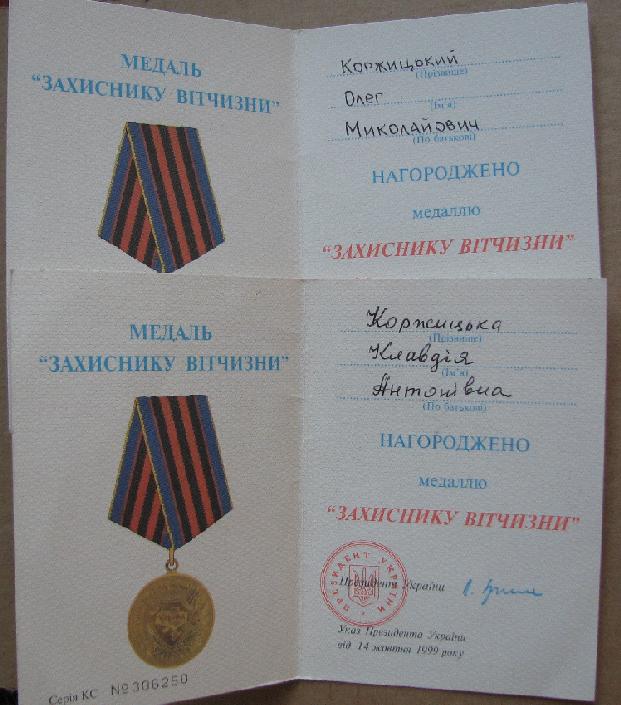 МЕДАЛЬ
“ЗАХИСНИКУ ВІТЧИЗНИ”
Коржицький
(Прізвище)
Олег
(Ім'я)
Миколайович
(По батькові)
НАГОРОДЖЕНО
медаллю
“ЗАХИСНИКУ ВІТЧИЗНИ”
МЕДАЛЬ
“ЗАХИСНИКУ ВІТЧИЗНИ”
Серія КС №306250
Коржицька
(Прізвище)
Клавдія
(Ім'я)
Антонівна
(По батькові)
НАГОРОДЖЕНО
медаллю
“ЗАХИСНИКУ ВІТЧИЗНИ”
ПРЕЗИДЕНТ УКРАЇНИ
Президент України
Указ Президента України
від 14 жовтня 1999 року